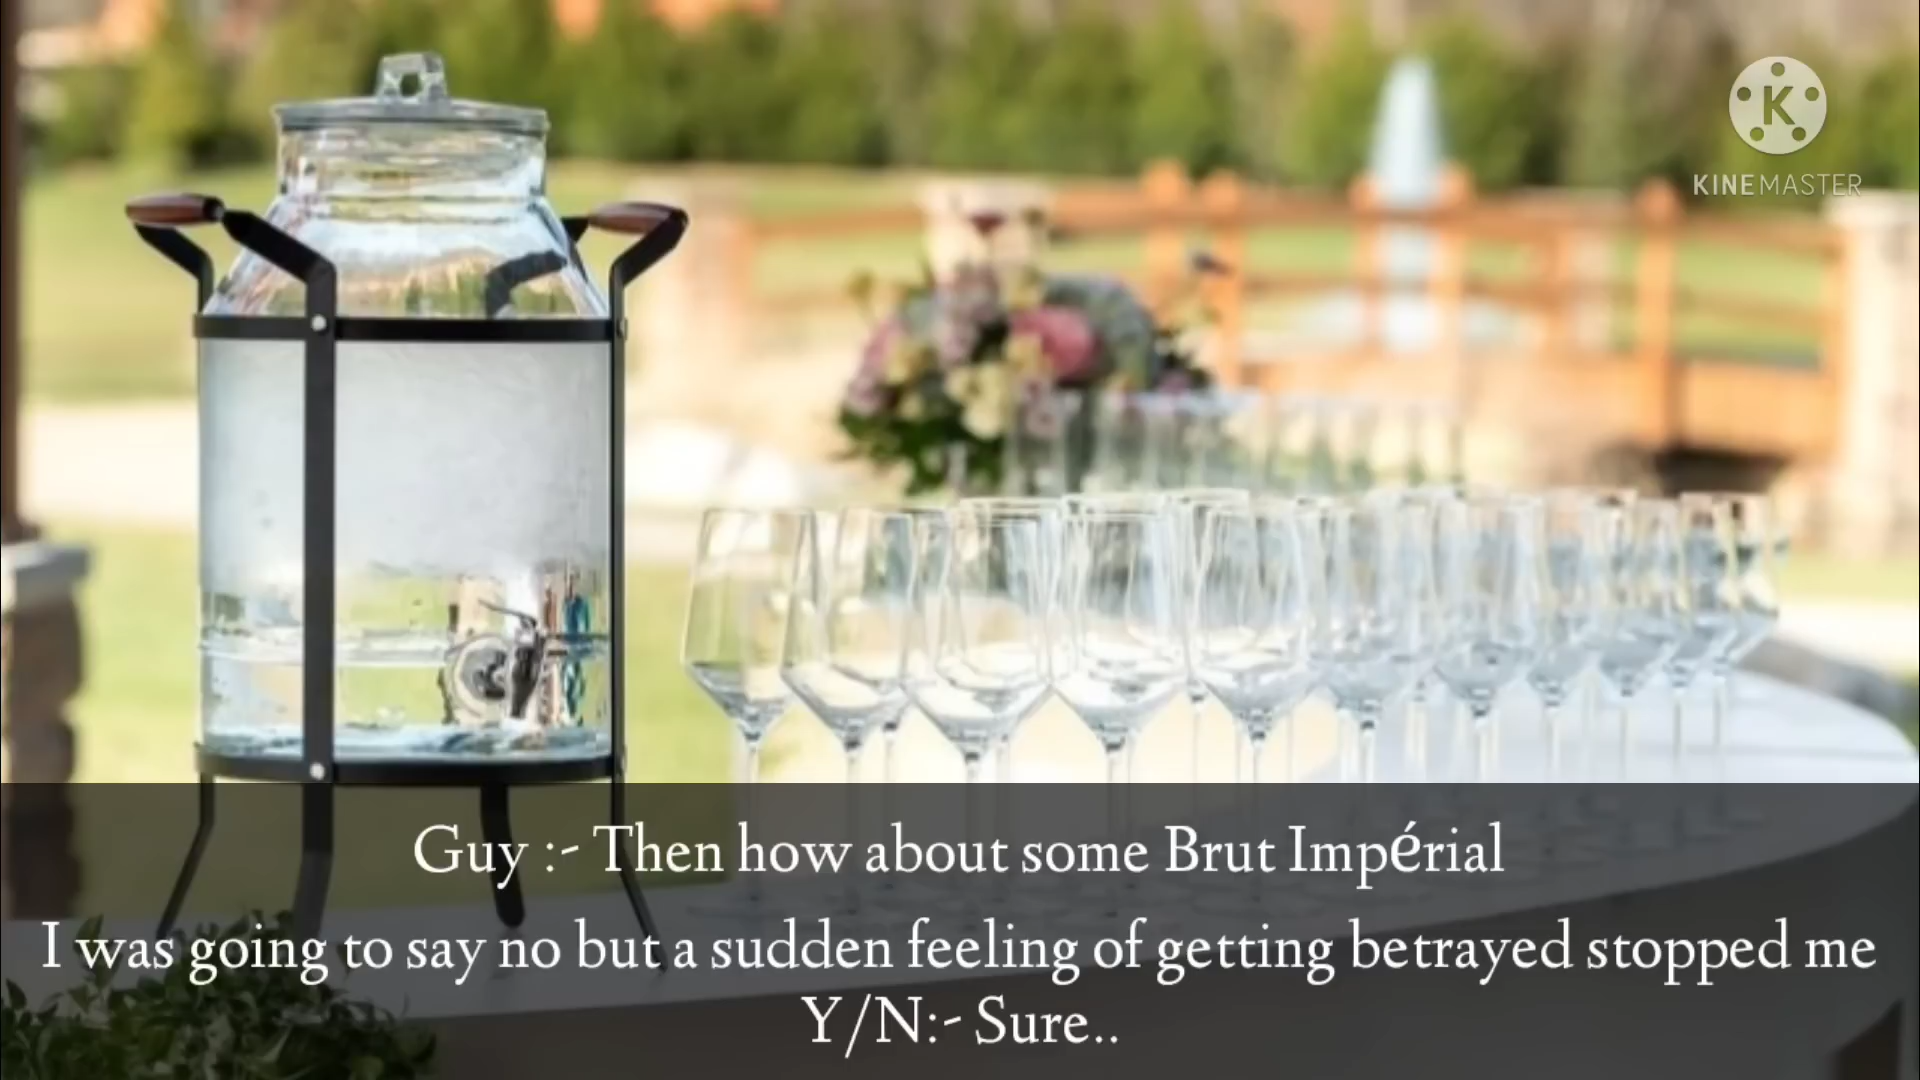 KINEMASTER
Guy :- Then how about some Brut Impérial
I was going to say no but a sudden feeling of getting betrayed stopped me
Y/N:- Sure..